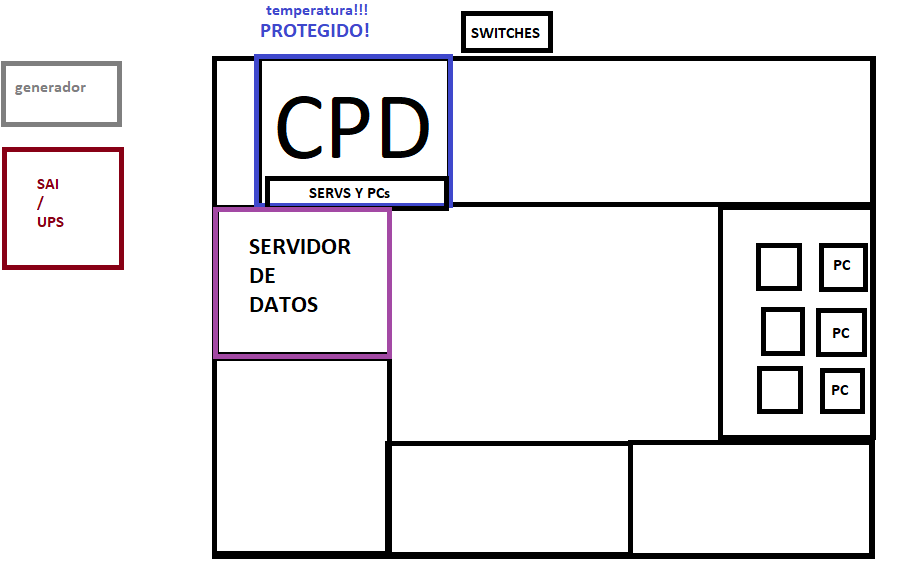 temperatura!!!
PROTEGIDO!
SWITCHES
generador
CPD
SERVS Y PCs
SAI
/
UPS
SERVIDOR
DE
DATOS
PC
PC
PC